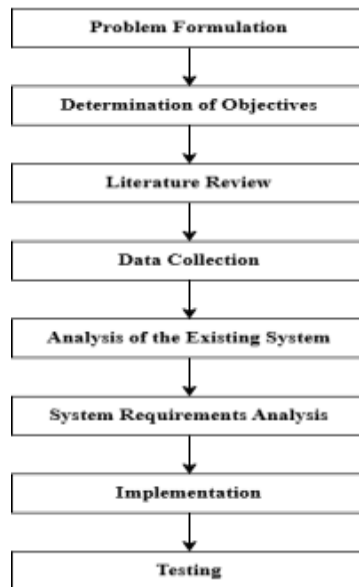 Problem Formulation
Determination of Objectives
Literature Review
Data Collection
Analysis of the Existing System
System Requirements Analysis
Implementation
Testing